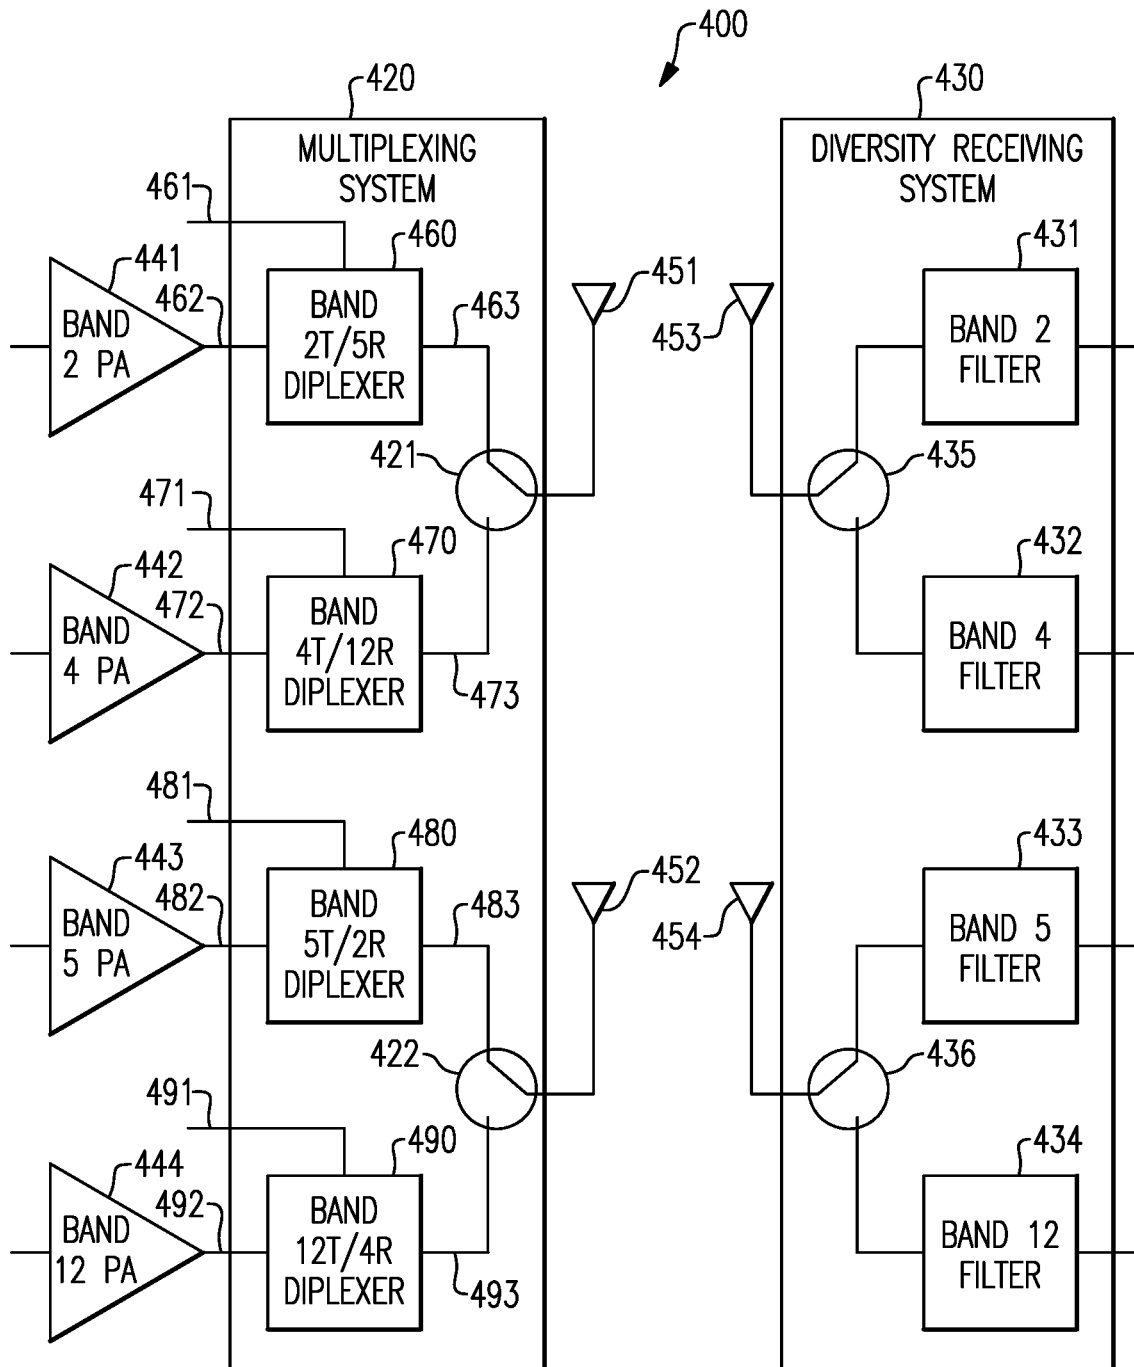 400
420
430
MULTIPLEXING
SYSTEM
DIVERSITY RECEIVING
SYSTEM
461
460
431
441
462
BAND
2 PA
BAND
2T/5R
DIPLEXER
463
451
453
BAND 2
FILTER
421
435
471
470
432
442
472
BAND
4 PA
BAND
4T/12R
DIPLEXER
473
BAND 4
FILTER
481
480
433
443
482
BAND
5 PA
BAND
5T/2R
DIPLEXER
483
452
454
BAND 5
FILTER
422
436
491
490
434
444
492
BAND
12 PA
BAND
12T/4R
DIPLEXER
493
BAND 12
FILTER